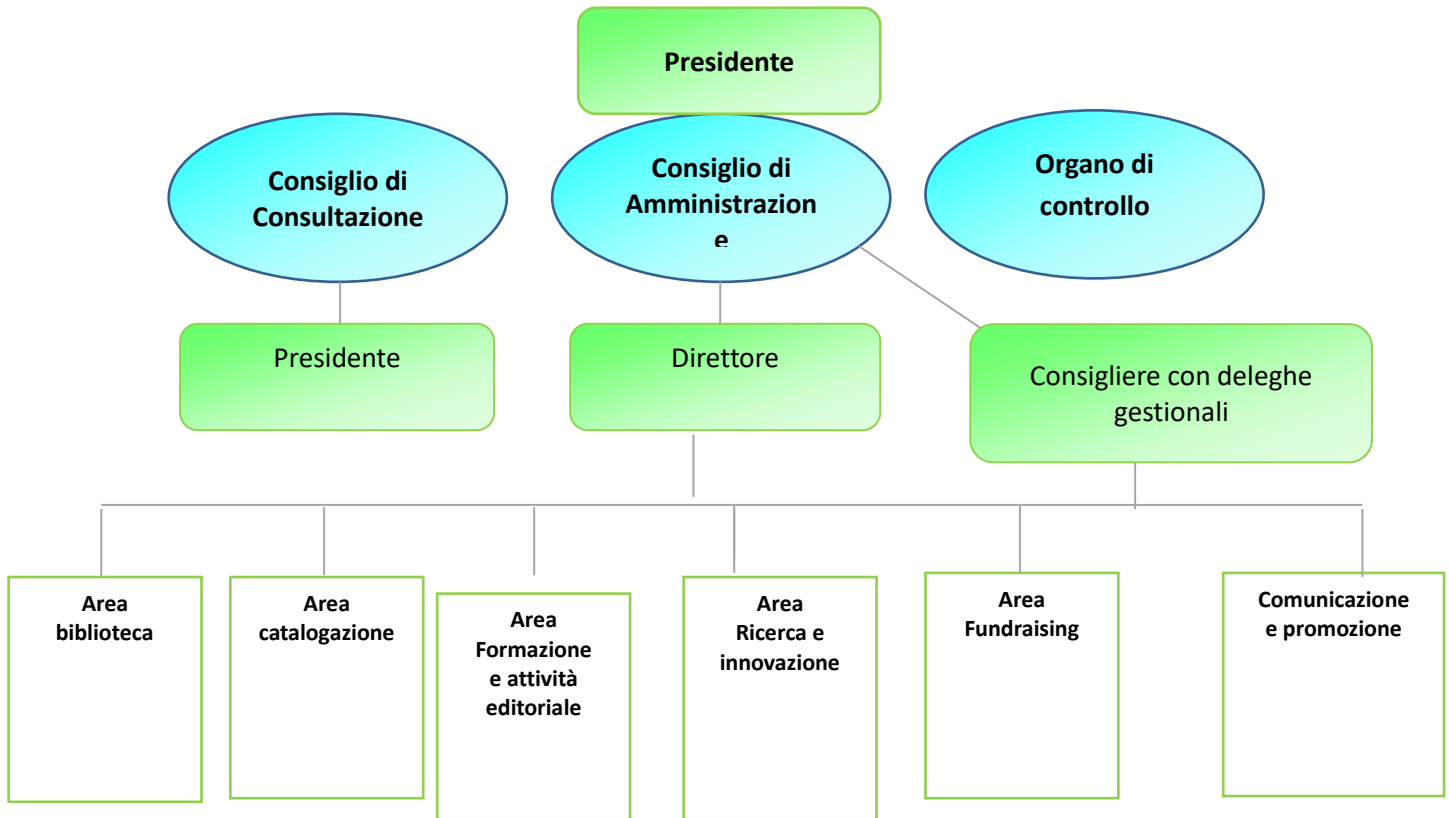 Presidente
Consiglio di
Consultazione
Consiglio di
Amministrazion
e
Organo di
controllo
Presidente
Direttore
Consigliere con deleghe
gestionali
Area
biblioteca
Area
catalogazione
Area
Formazione
e attività
editoriale
Area
Ricerca e
innovazione
Area
Fundraising
Comunicazione
e promozione